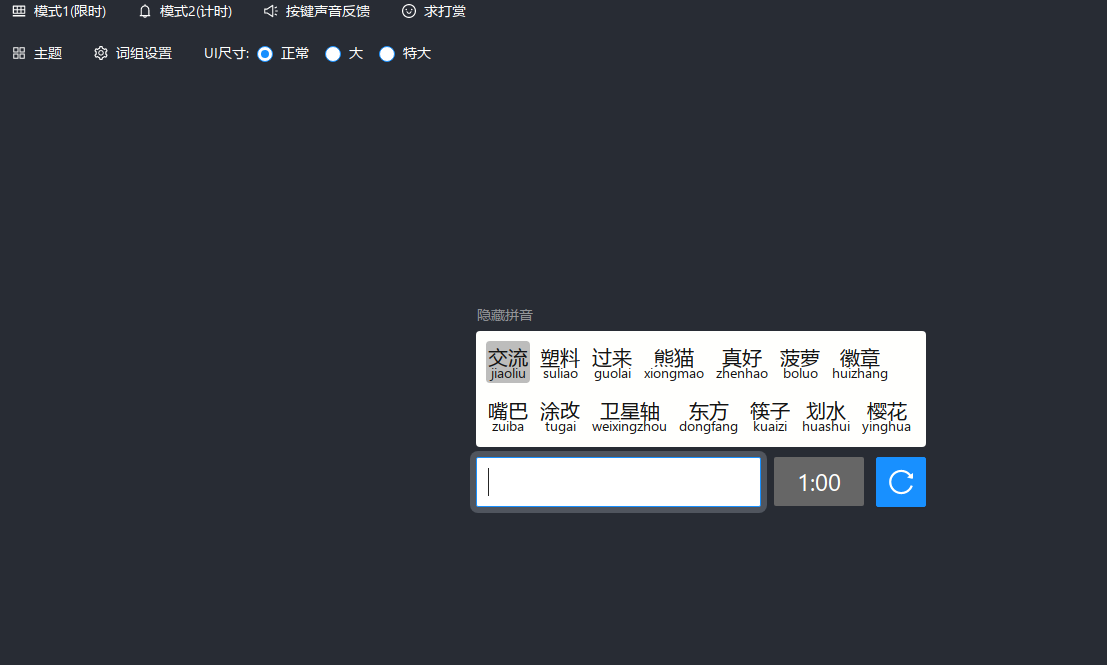 模式1(限时) 模式2(计时) 按键声音反馈 求打赏
主题 词组设置 UI尺寸: 正常 大 特大
隐藏拼音
交流 塑料 过来 熊猫 真好 菠萝 徽章
jiaoliu suliao guolai xiongmao zhenhao boluo huizhang
嘴巴 涂改 卫星轴 东方 筷子 划水 樱花
zuiba tugai weixingzhou dongfang kuaizi huashui yinghua
1:00